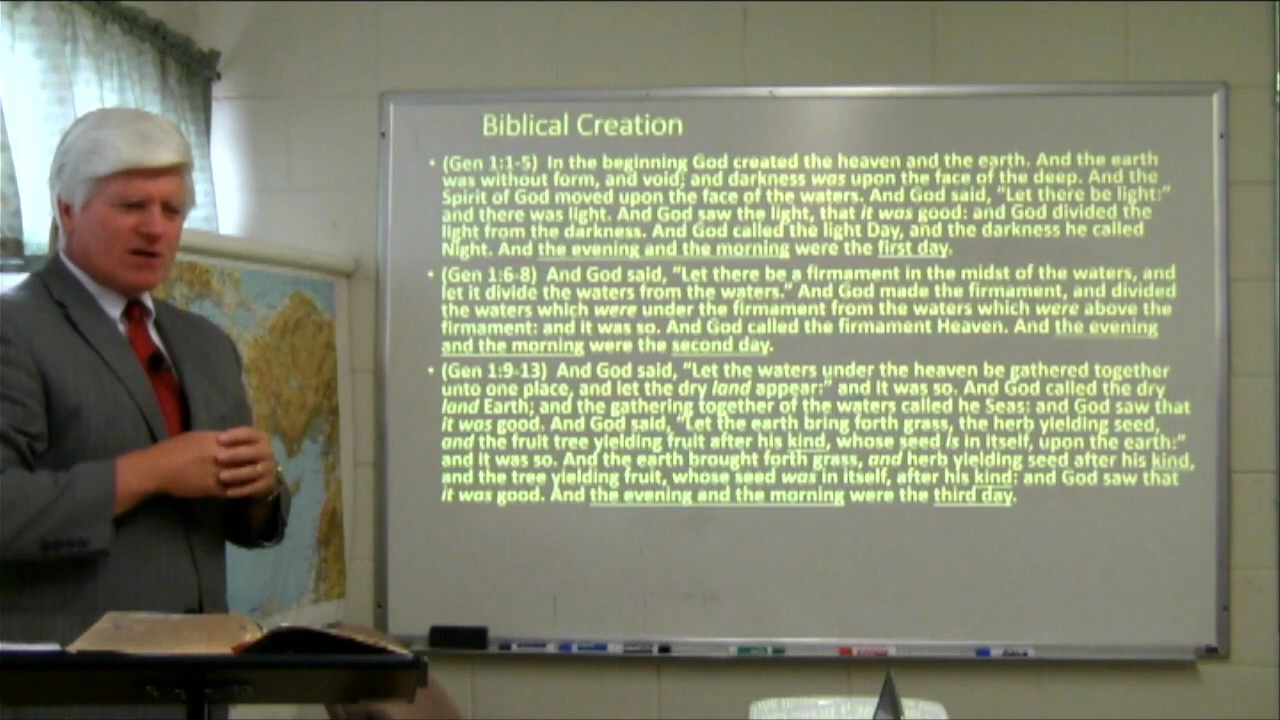 Biblical Creation
• (Gen 1:1-5) In the beginning God created the heaven and the earth. And the earth
was without form, and void; and darkness was upon the face of the deep. And the
Spirit of God moved upon the face of the waters. And God said, “Let there be light:”
and there was light. And God saw the light, that it was good: and God divided the
light from the darkness. And God called the light Day, and the darkness he called
Night. And the evening and the morning were the first day.
• (Gen 1:6-8) And God said, “Let there be a firmament in the midst of the waters, and
let it divide the waters from the waters.” And God made the firmament, and divided
the waters which were under the firmament from the waters which were above the
firmament: and it was so. And God called the firmament Heaven. And the evening
and the morning were the second day.
• (Gen 1:9-13) And God said, “Let the waters under the heaven be gathered together
unto one place, and let the dry land appear:” and it was so. And God called the dry
land Earth; and the gathering together of the waters called he Seas: and God saw that
it was good. And God said, “Let the earth bring forth grass, the herb yielding seed,
and the fruit tree yielding fruit after his kind, whose seed is in itself, upon the earth:”
and it was so. And the earth brought forth grass, and herb yielding seed after his kind,
and the tree yielding fruit, whose seed was in itself, after his kind: and God saw that
it was good. And the evening and the morning were the third day.